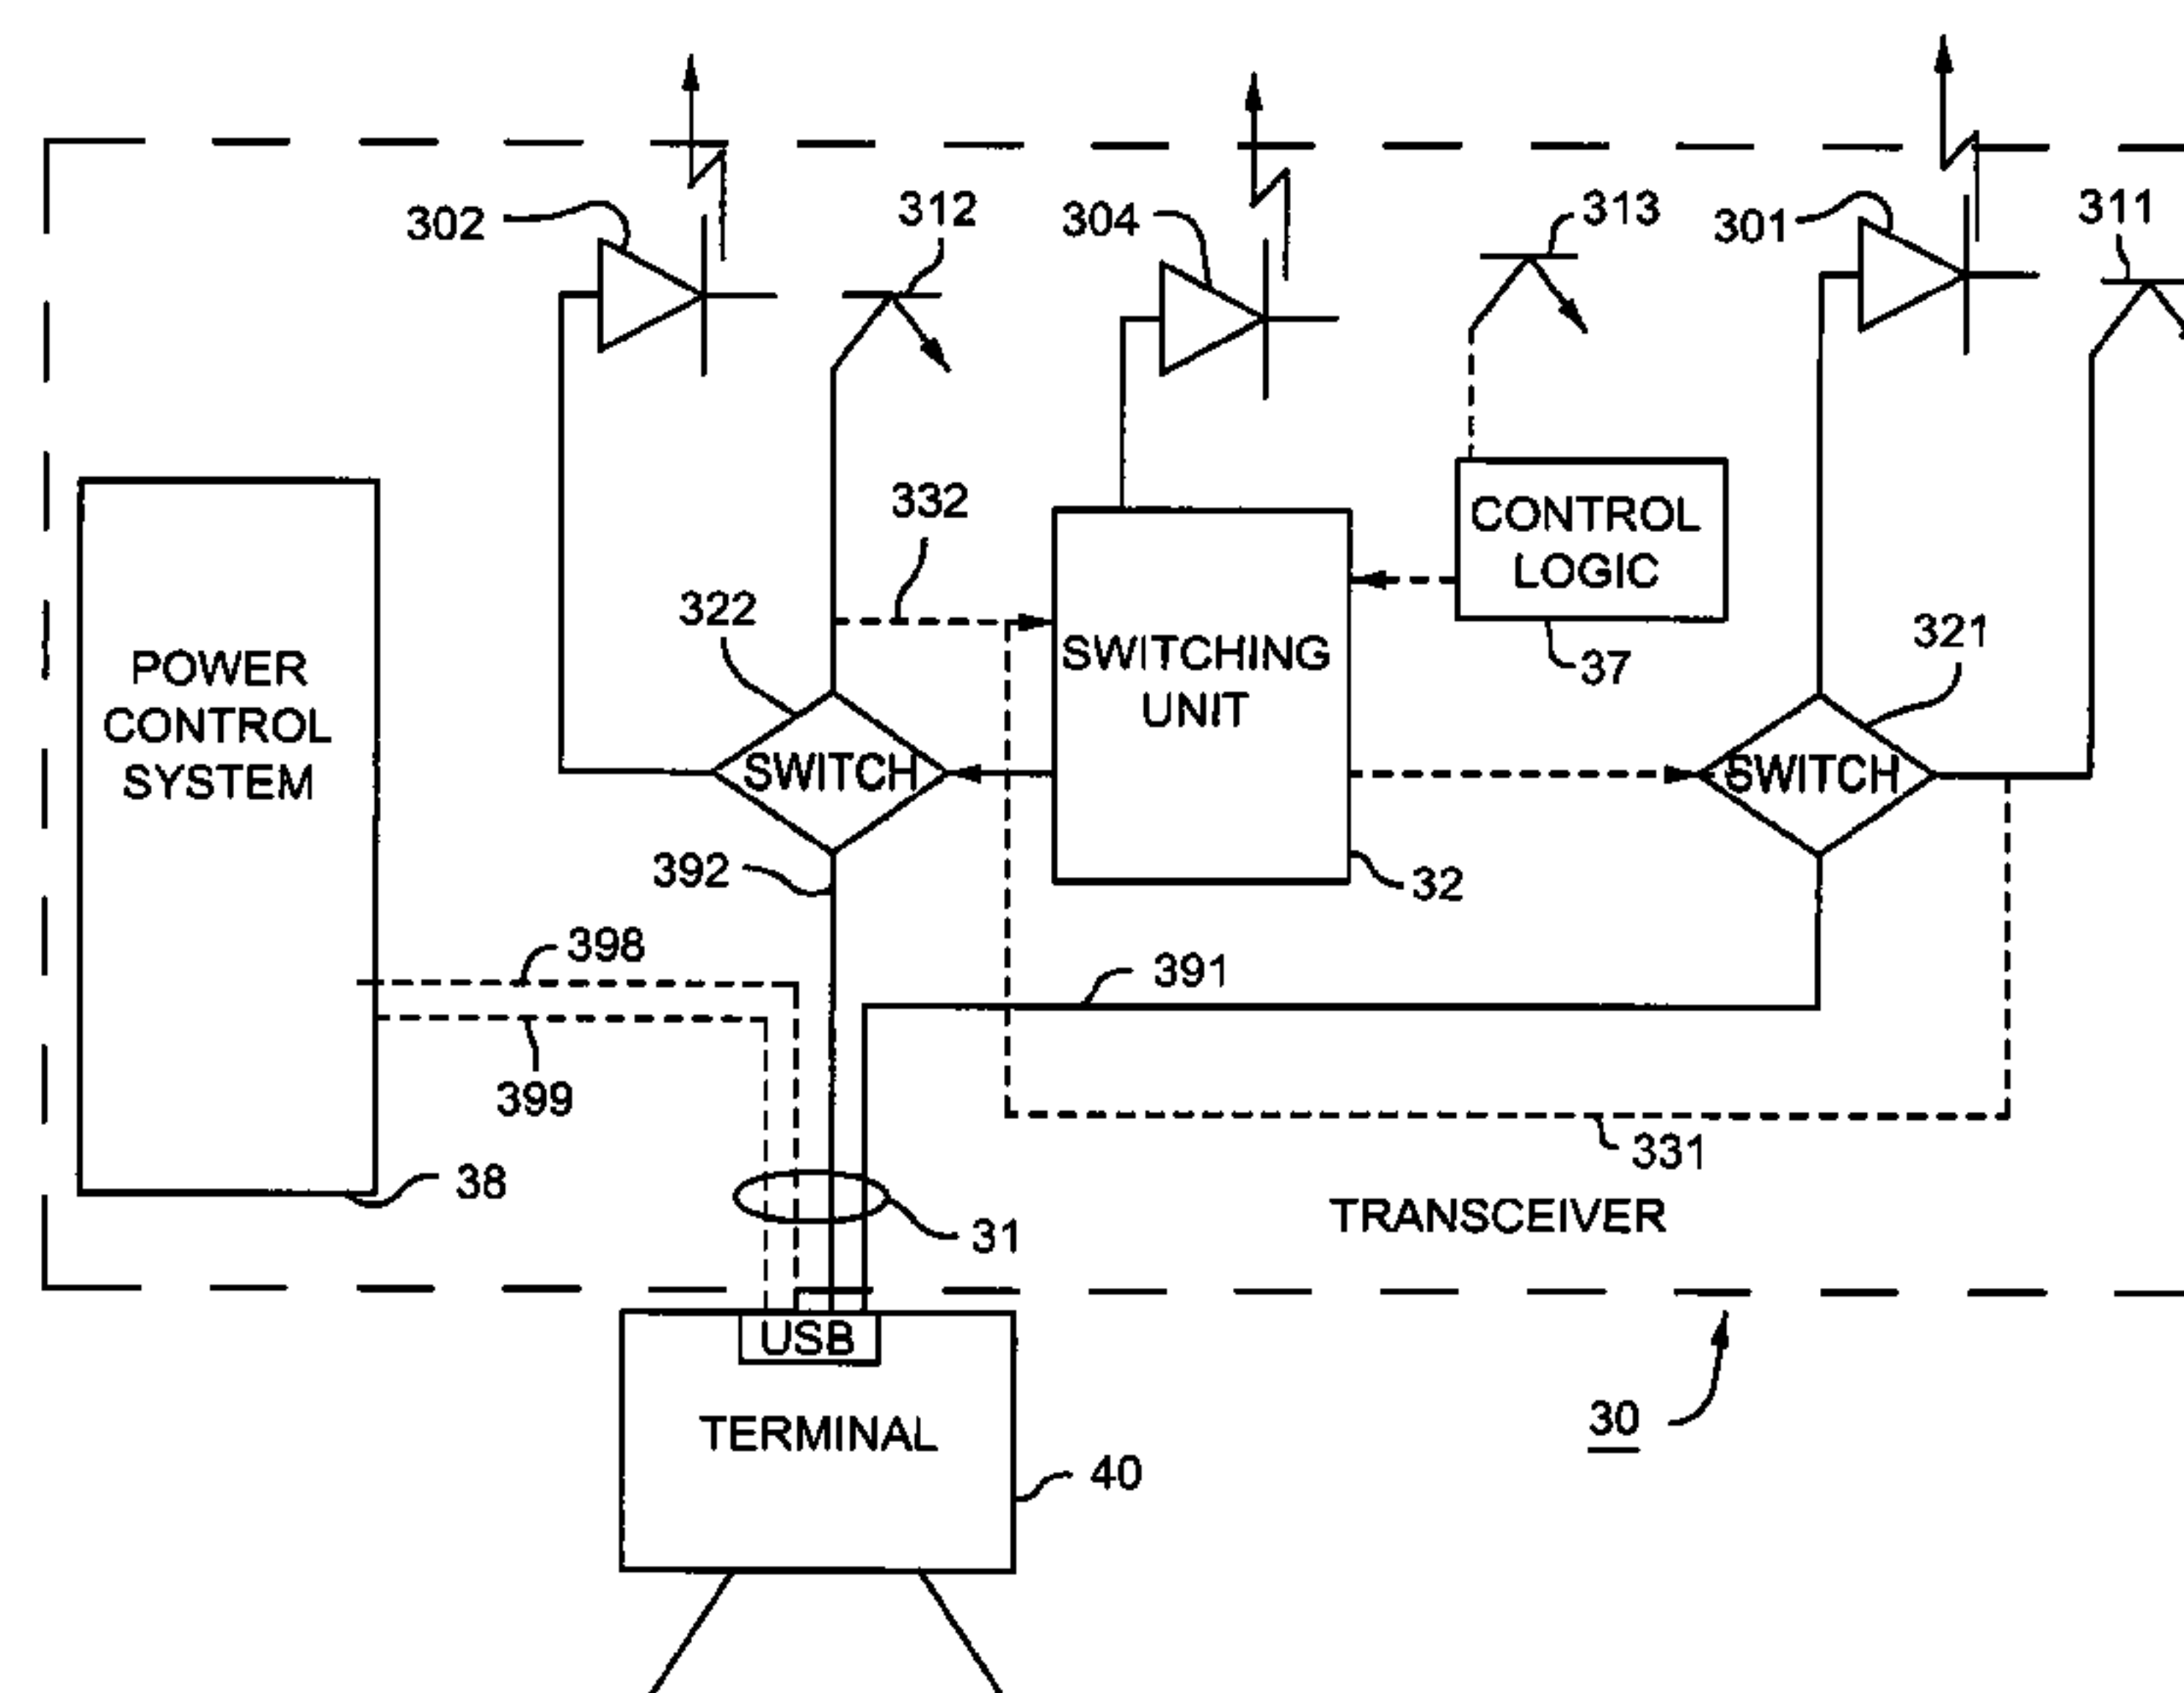 302
312
304
313
301
311
332
CONTROL
LOGIC
37
322
SWITCHING
UNIT
321
POWER
CONTROL
SYSTEM
SWITCH
SWITCH
392
32
398
391
399
331
38
31
TRANSCEIVER
USB
TERMINAL
30
40